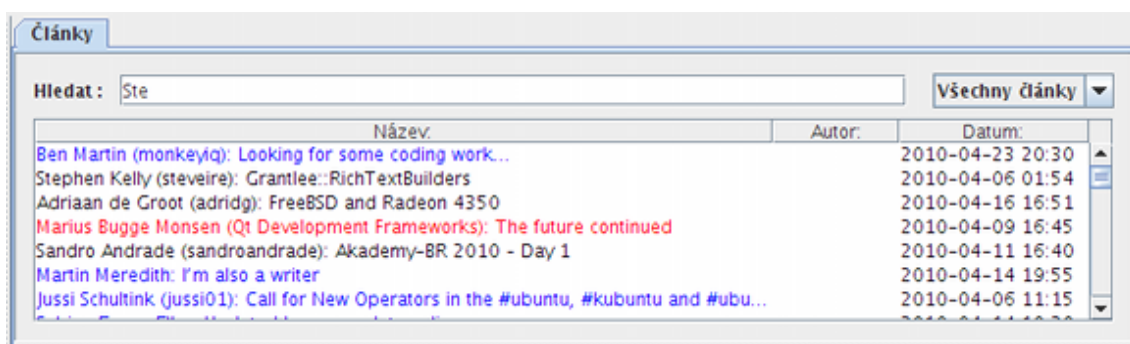 Články
Hledat: Ste Všechny články
Název: Autor: Datum:
Ben Martin (monkeyiq): Looking for some coding work... 2010-04-23 20:30
Stephen Kelly (steveire): Grantlee::RichTextBuilders 2010-04-06 01:54
Adriaan de Groot (adridg): FreeBSD and Radeon 4350 2010-04-16 16:51
Marius Bugge Monsen (Qt Development Frameworks): The future continued 2010-04-09 16:45
Sandro Andrade (sandroandrade): Akademy-BR 2010 - Day 1 2010-04-11 16:40
Martin Meredith: I'm also a writer 2010-04-14 19:55
Jussi Schultink (jussi01): Call for New Operators in the #ubuntu, #kubuntu and #ubu... 2010-04-06 11:15